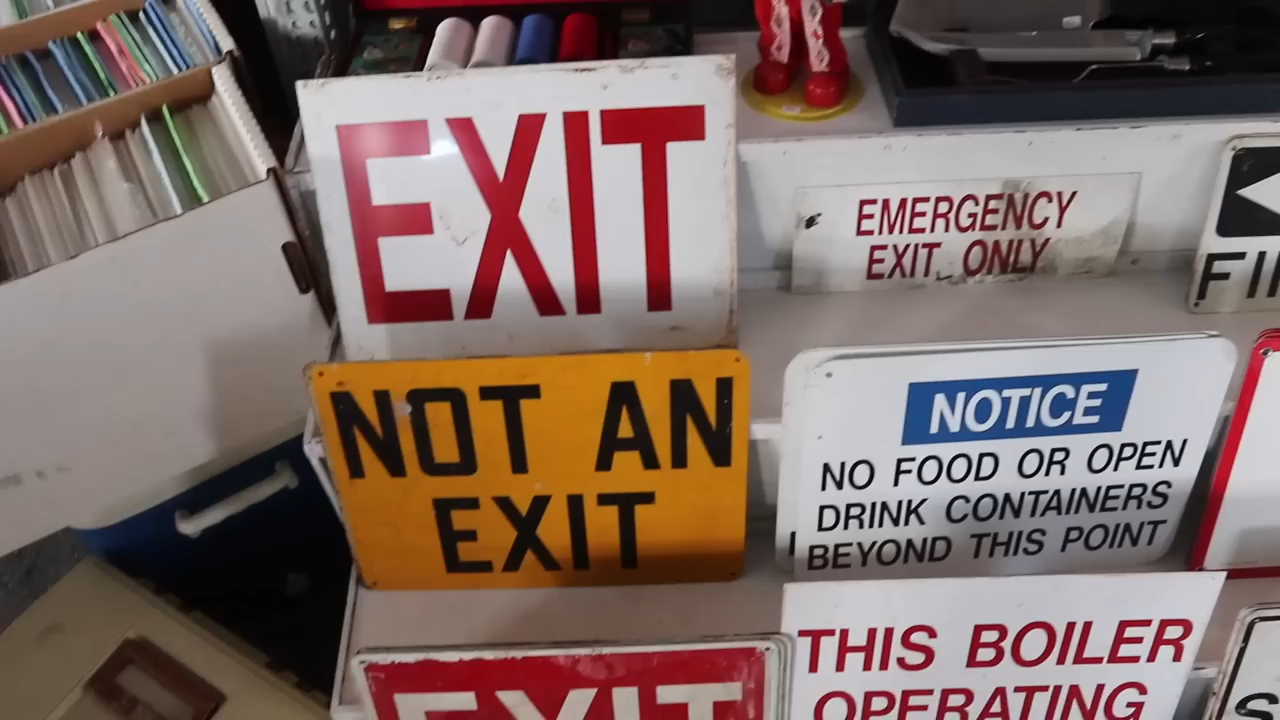 EXIT
EMERGENCY
EXIT ONLY
NOT AN
EXIT
NOTICE
NO FOOD OR OPEN
DRINK CONTAINERS
BEYOND THIS POINT
THIS BOILER
OPERATING
EXIT